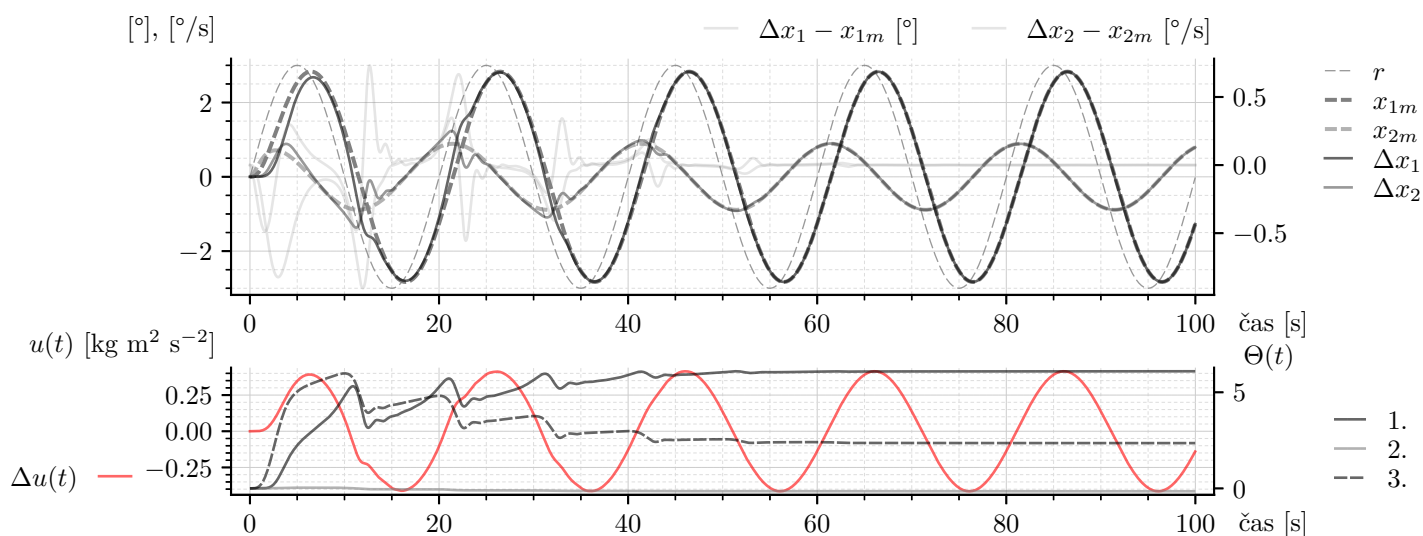 [°], [°/s]
Δx₁ − x₁ₘ [°]
Δx₂ − x₂ₘ [°/s]
2
0
−2
0.5
0.0
−0.5
r
x₁ₘ
x₂ₘ
Δx₁
Δx₂
0 20 40 60 80 100 čas [s]
u(t) [kg m² s⁻²]
Θ(t)
0.25
0.00
−0.25
5
0
Δu(t)
1.
2.
3.
0 20 40 60 80 100 čas [s]